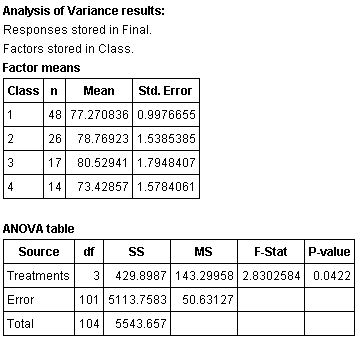 Analysis of Variance results:
Responses stored in Final.
Factors stored in Class.
Factor means
Class n Mean Std. Error
1 48 77.270836 0.9976655
2 26 78.76923 1.5385385
3 17 80.52941 1.7948407
4 14 73.42857 1.5784061
ANOVA table
Source df SS MS F-Stat P-value
Treatments 3 429.8987 143.29958 2.8302584 0.0422
Error 101 5113.7583 50.63127
Total 104 5543.657